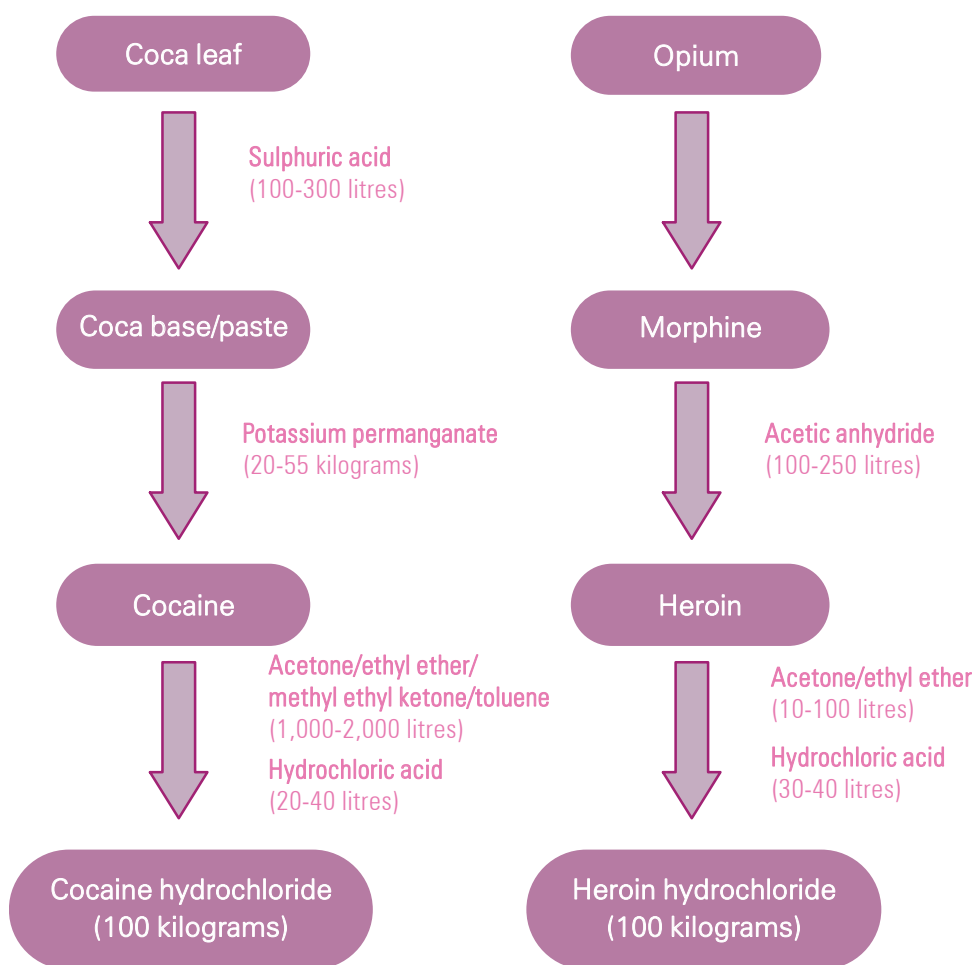 Coca leaf
Sulphuric acid
(100-300 litres)
Coca base/paste
Potassium permanganate
(20-55 kilograms)
Cocaine
Acetone/ethyl ether/
methyl ethyl ketone/toluene
(1,000-2,000 litres)
Hydrochloric acid
(20-40 litres)
Cocaine hydrochloride
(100 kilograms)
Opium
Morphine
Acetic anhydride
(100-250 litres)
Heroin
Acetone/ethyl ether
(10-100 litres)
Hydrochloric acid
(30-40 litres)
Heroin hydrochloride
(100 kilograms)